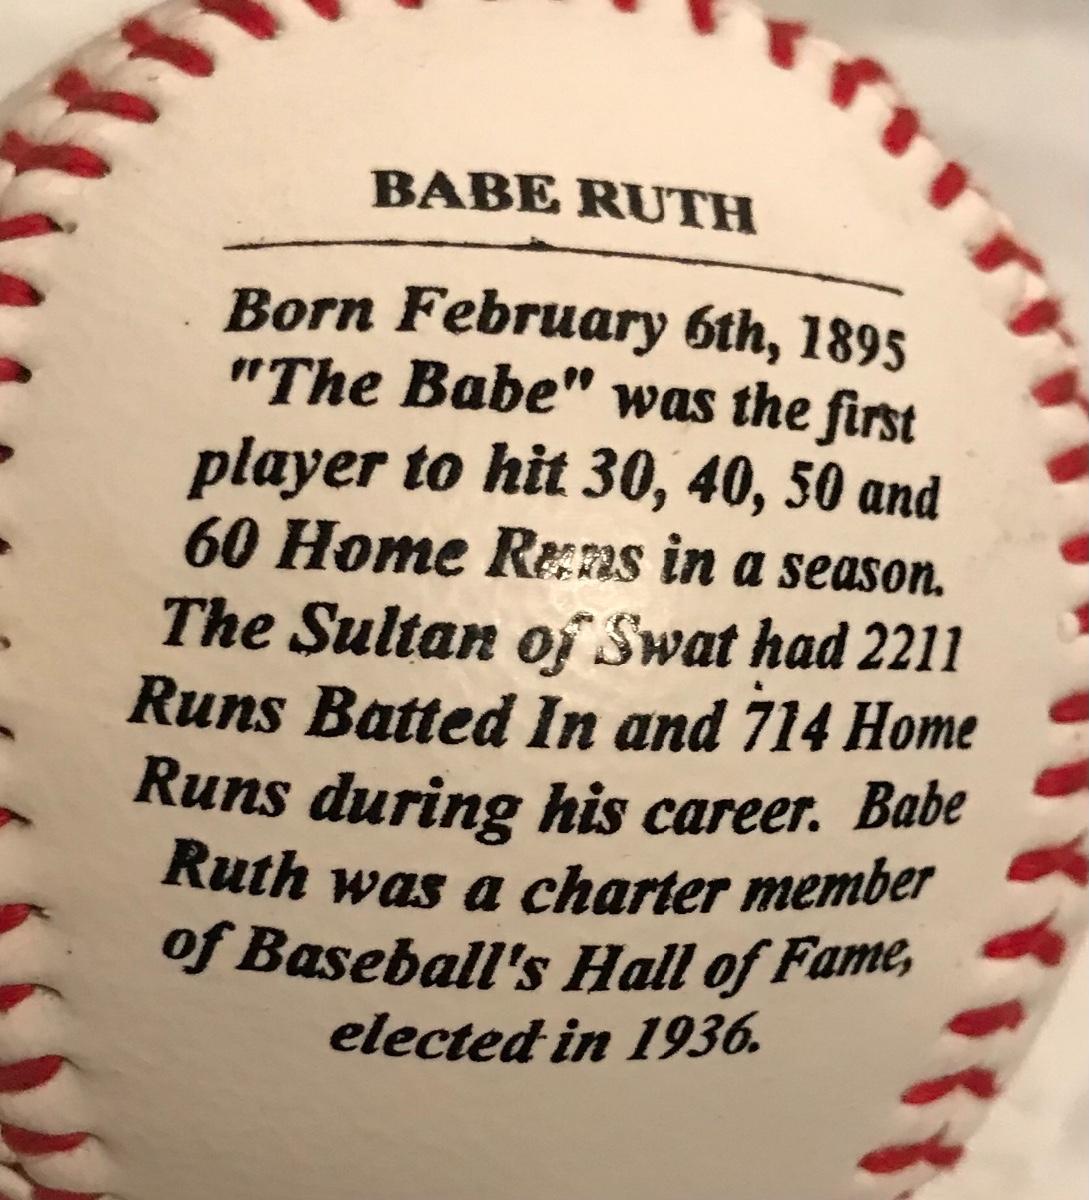 BABE RUTH
Born February 6th, 1895
"The Babe" was the first
player to hit 30, 40, 50 and
60 Home Runs in a season.
The Sultan of Swat had 2211
Runs Batted In and 714 Home
Runs during his career. Babe
Ruth was a charter member
of Baseball's Hall of Fame,
elected in 1936.